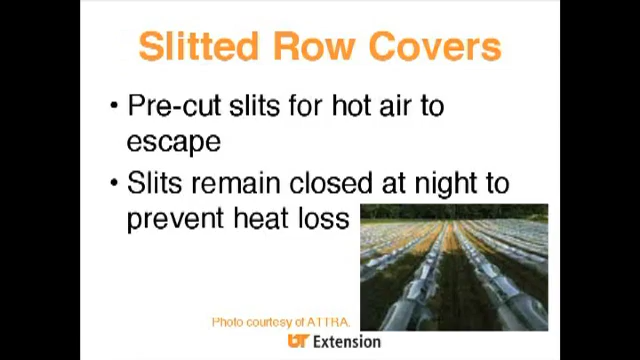 Slitted Row Covers
• Pre-cut slits for hot air to
escape
• Slits remain closed at night to
prevent heat loss
Photo courtesy of ATTRA.
UT Extension